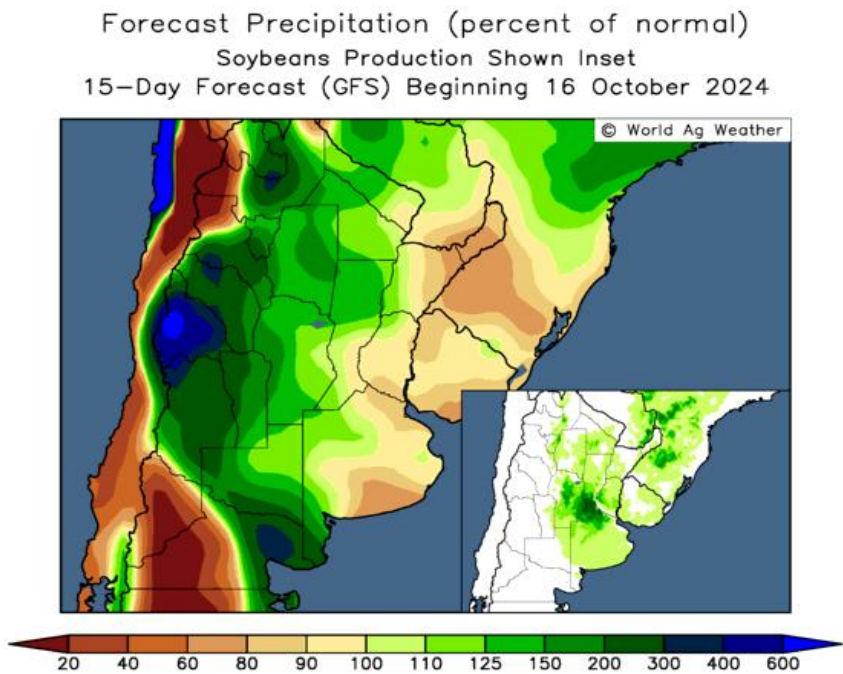 Forecast Precipitation (percent of normal)
Soybeans Production Shown Inset
15-Day Forecast (GFS) Beginning 16 October 2024
© World Ag Weather
20 40 60 80 90 100 110 125 150 200 300 400 600